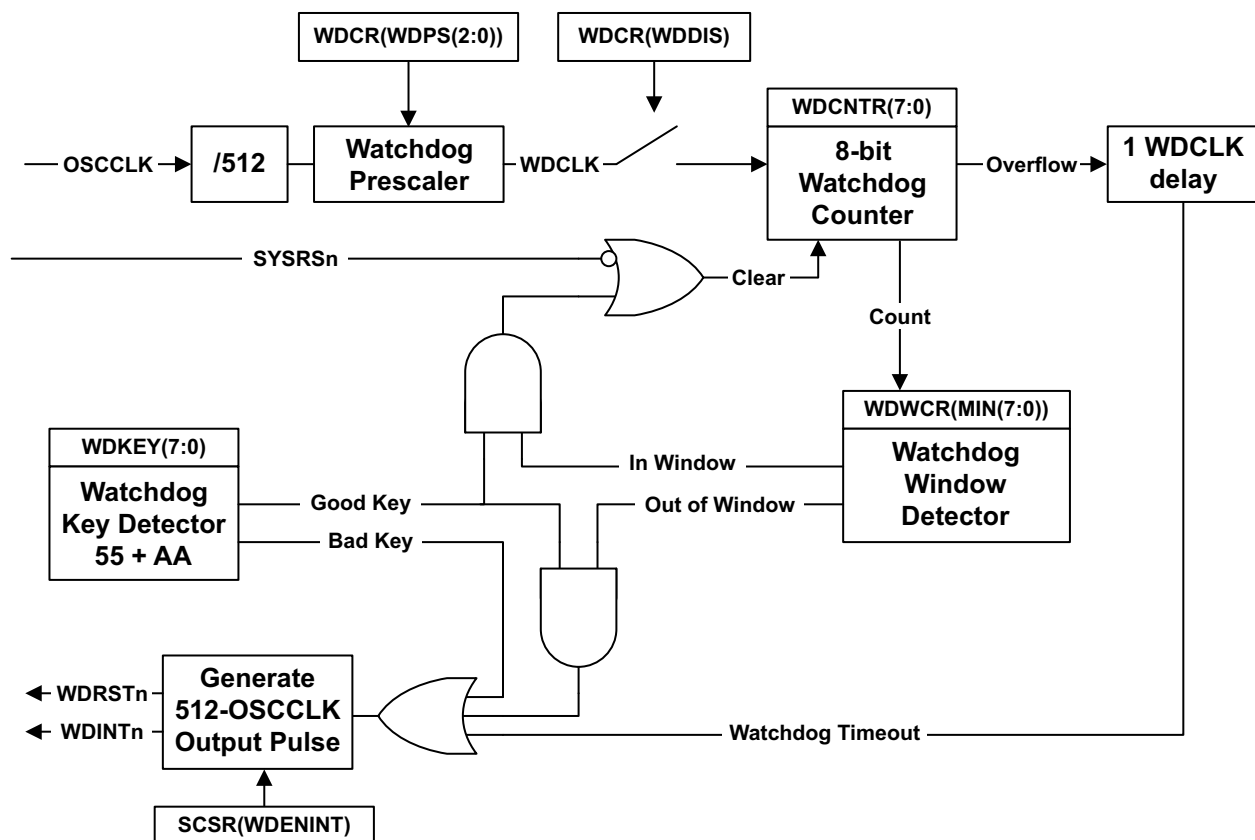 WDCR(WDPS(2:0))
WDCR(WDDIS)
WDCNTR(7:0)
OSCCLK
/512
Watchdog
Prescaler
WDCLK
8-bit
Watchdog
Counter
Overflow
1 WDCLK
delay
SYSRSn
Clear
Count
WDKEY(7:0)
Watchdog
Key Detector
55 + AA
Good Key
Bad Key
In Window
Out of Window
WDWCR(MIN(7:0))
Watchdog
Window
Detector
WDRSTn
WDINTn
Generate
512-OSCCLK
Output Pulse
Watchdog Timeout
SCSR(WDENINT)